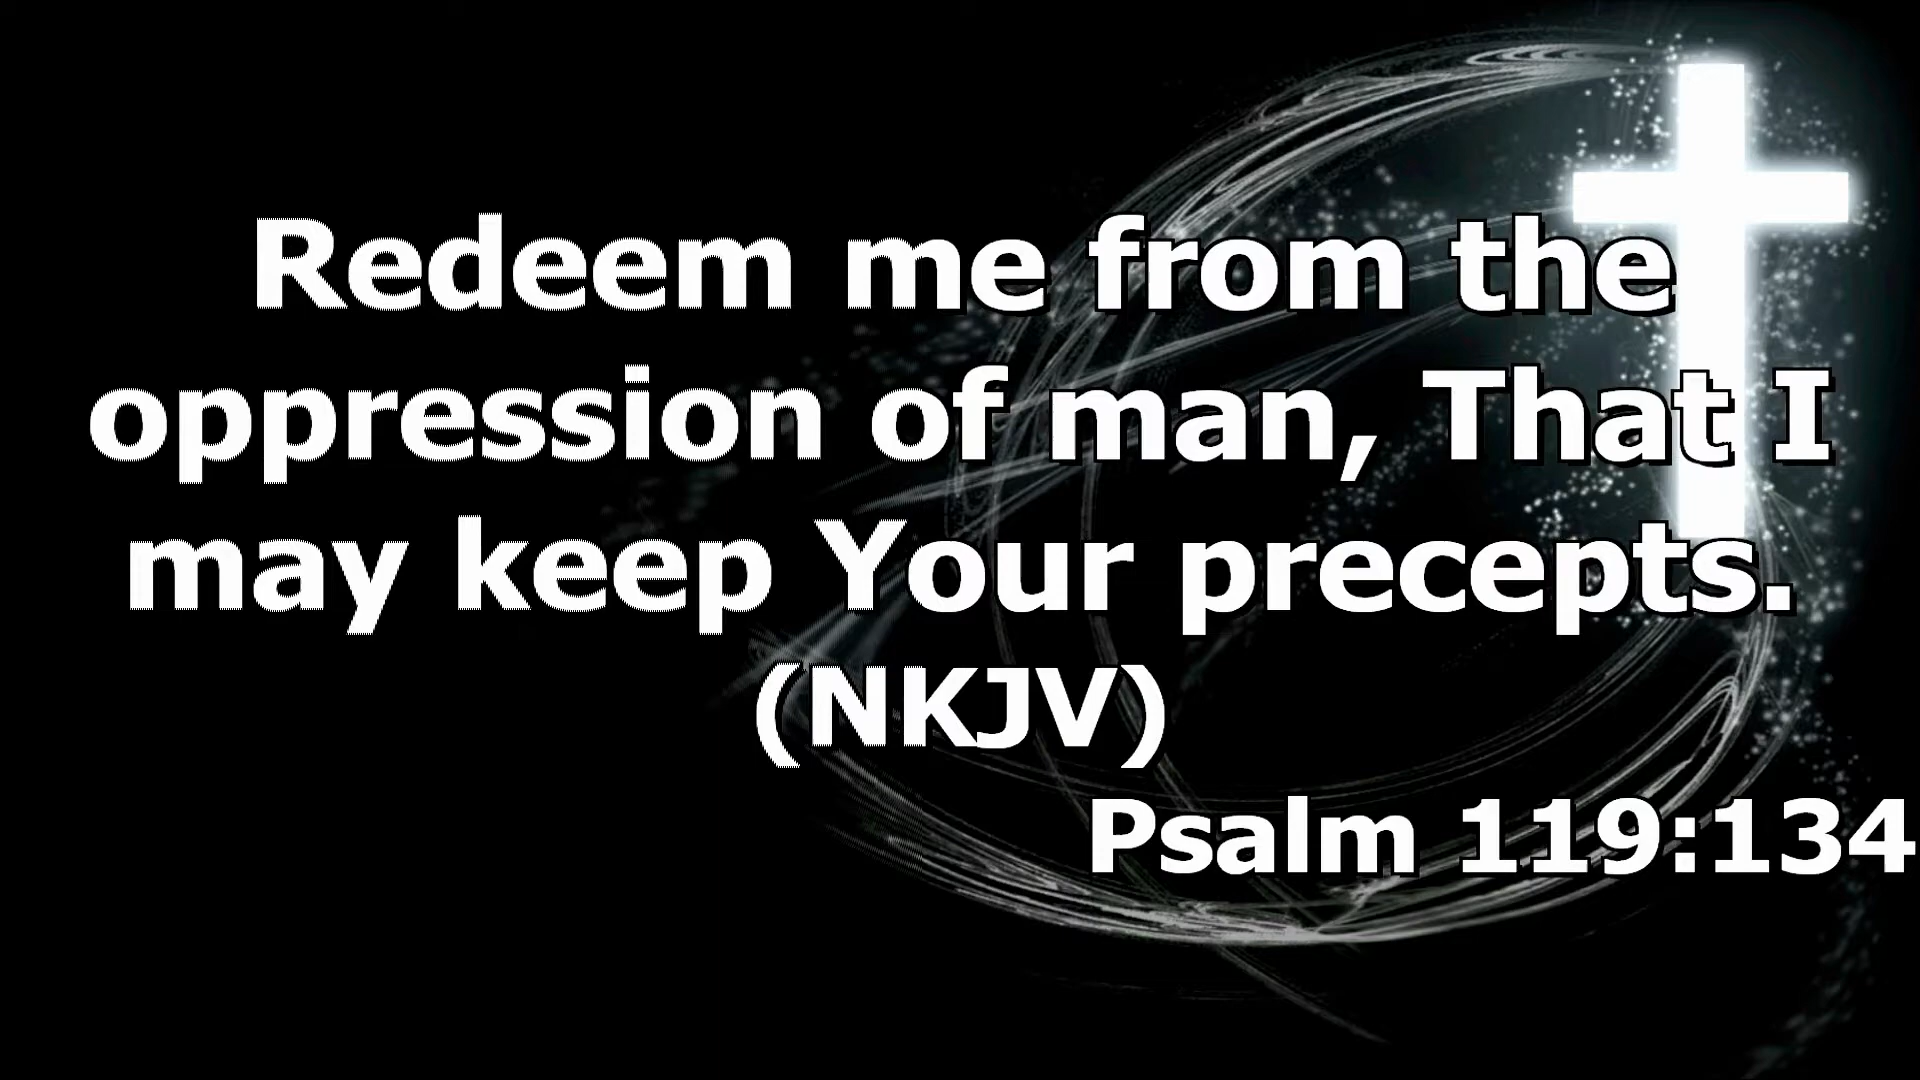 Redeem me from the
oppression of man, That I
may keep Your precepts.
(NKJV)
Psalm 119:134